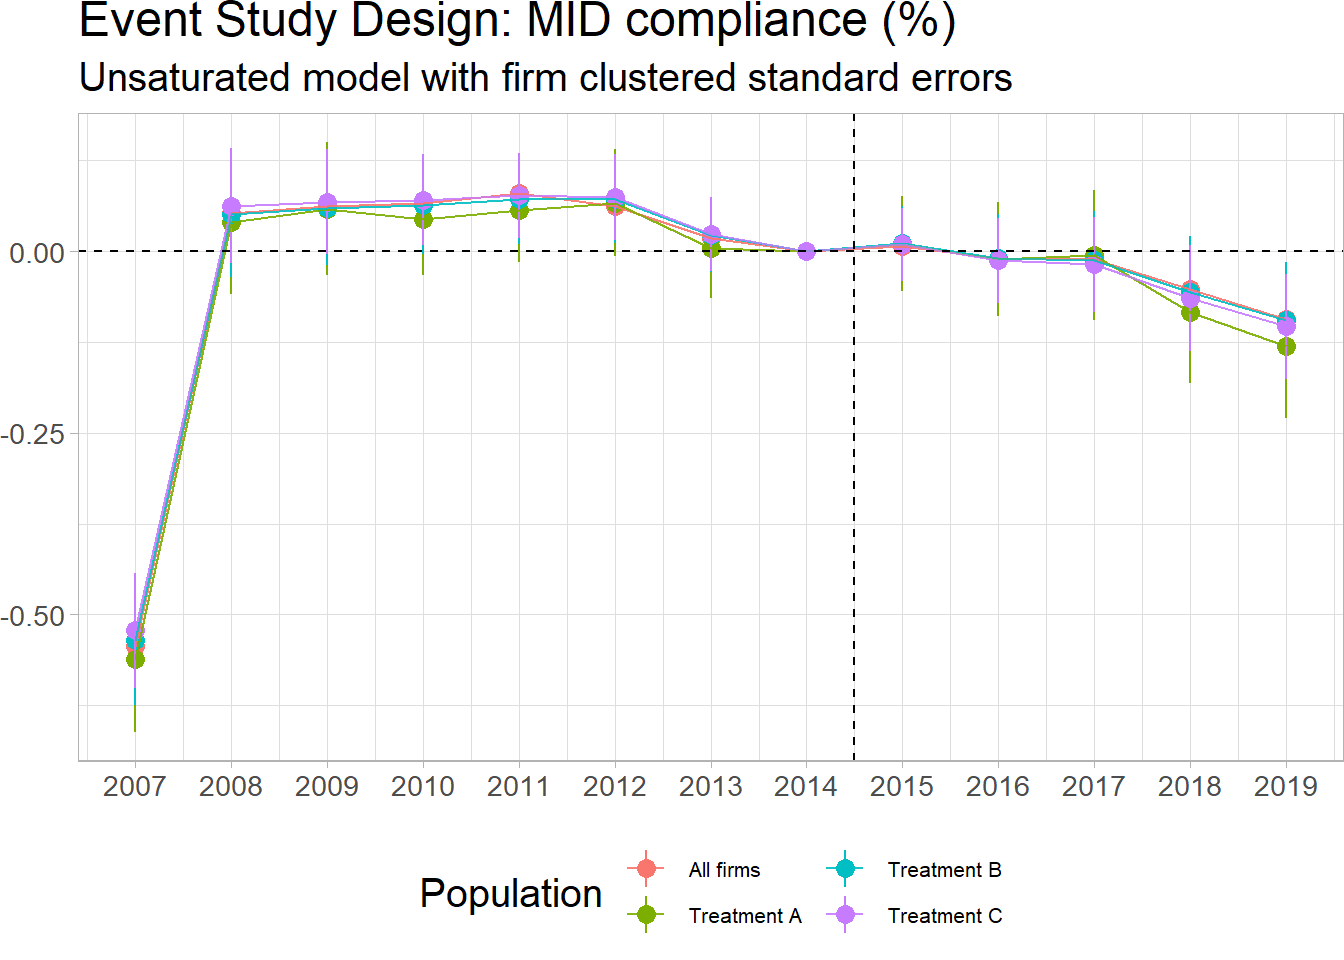 Event Study Design: MID compliance (%)
Unsaturated model with firm clustered standard errors
0.00
-0.25
-0.50
2007 2008 2009 2010 2011 2012 2013 2014 2015 2016 2017 2018 2019
Population
All firms
Treatment A
Treatment B
Treatment C